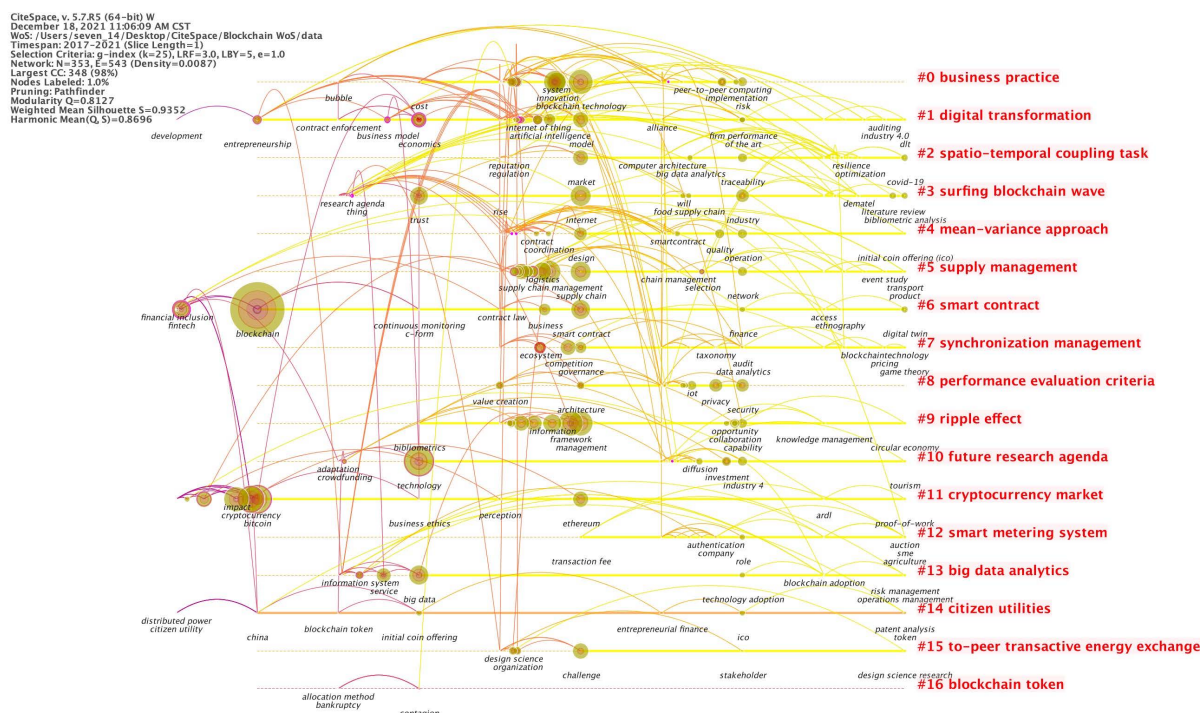 CiteSpace, v. 5.7.R5 (64-bit) W
December 18, 2021 11:06:09 AM CST
WoS: /Users/seven_14/Desktop/CiteSpace/Blockchain WoS/data
Timespan: 2017-2021 (Slice Length=1)
Selection Criteria: g-index (k=25), LRF=3.0, LBY=5, e=1.0
Network: N=353, E=543 (Density=0.0087)
Largest CC: 348 (98%)
Nodes Labeled: 1.0%
Pruning: Pathfinder
Modularity Q=0.8127
Weighted Mean Silhouette S=0.9352
Harmonic Mean(Q, S)=0.8696
#0 business practice
bubble
system
innovation
blockchain technology
peer-to-peer computing
implementation
risk
cost
#1 digital transformation
development
entrepreneurship
contract enforcement
business model
economics
internet of thing
artificial intelligence
model
alliance
firm performance
of the art
auditing
industry 4.0
dlt
#2 spatio-temporal coupling task
reputation
regulation
computer architecture
big data analytics
resilience
optimization
#3 surfing blockchain wave
research agenda
thing
trust
rise
market
will
food supply chain
traceability
covid-19
dematel
literature review
bibliometric analysis
#4 mean-variance approach
internet
contract
coordination
design
smartcontract
industry
quality
operation
initial coin offering (ico)
#5 supply management
logistics
supply chain management
supply chain
chain management
selection
event study
transport
product
#6 smart contract
financial inclusion
fintech
blockchain
continuous monitoring
c-form
contract law
business
smart contract
network
access
ethnography
finance
digital twin
#7 synchronization management
ecosystem
competition
governance
taxonomy
audit
data analytics
blockchaintechnology
pricing
game theory
#8 performance evaluation criteria
value creation
architecture
iot
privacy
security
#9 ripple effect
information
framework
management
bibliometrics
opportunity
collaboration
capability
knowledge management
circular economy
#10 future research agenda
adaptation
crowdfunding
technology
diffusion
investment
industry 4
tourism
#11 cryptocurrency market
impact
cryptocurrency
bitcoin
business ethics
perception
ethereum
ardl
proof-of-work
#12 smart metering system
transaction fee
authentication
company
role
auction
sme
agriculture
#13 big data analytics
information system
service
big data
technology adoption
blockchain adoption
risk management
operations management
#14 citizen utilities
distributed power
citizen utility
china
blockchain token
initial coin offering
entrepreneurial finance
ico
patent analysis
token
#15 to-peer transactive energy exchange
design science
organization
challenge
stakeholder
design science research
#16 blockchain token
allocation method
bankruptcy